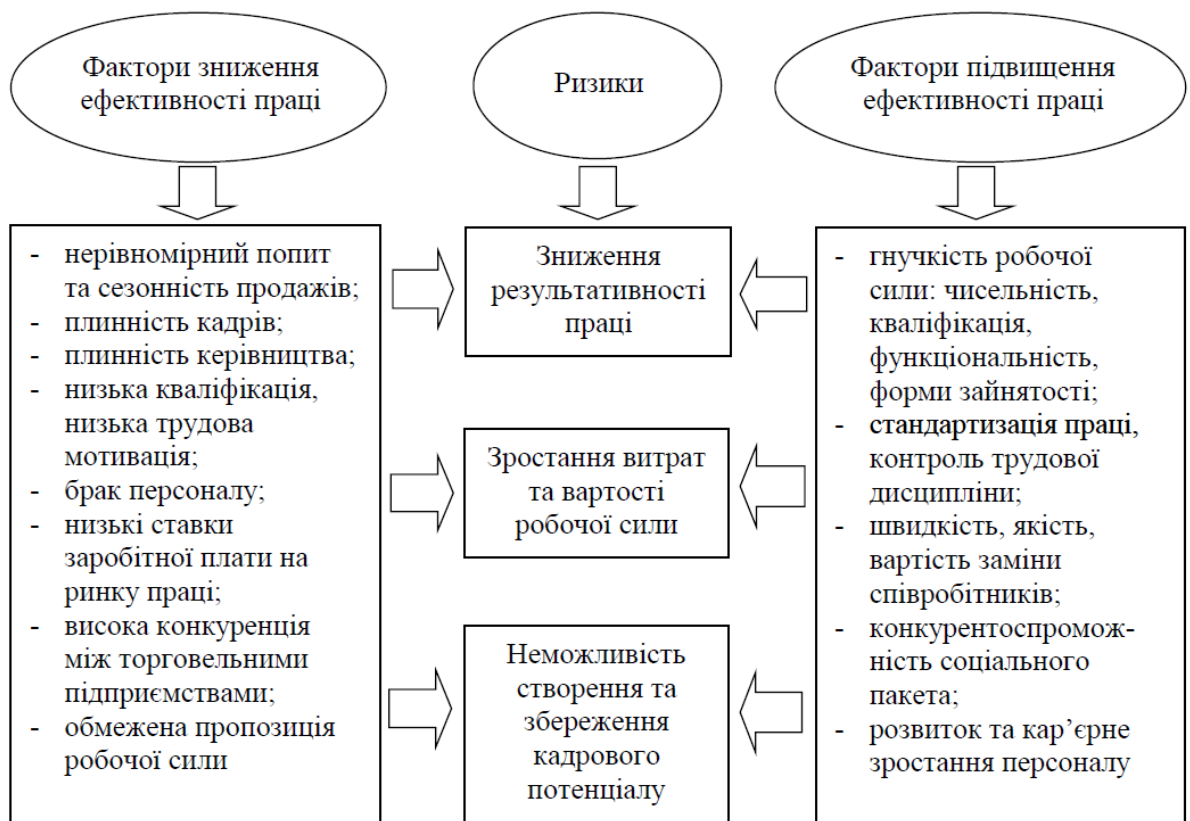 Фактори зниження
ефективності праці
Ризики
Фактори підвищення
ефективності праці
- нерівномірний попит
та сезонність продажів;
- плинність кадрів;
- плинність керівництва;
- низька кваліфікація,
низька трудова
мотивація;
- брак персоналу;
- низькі ставки
заробітної плати на
ринку праці;
- висока конкуренція
між торговельними
підприємствами;
- обмежена пропозиція
робочої сили
Зниження
результативності
праці
Зростання витрат
та вартості
робочої сили
Неможливість
створення та
збереження
кадрового
потенціалу
- гнучкість робочої
сили: чисельність,
кваліфікація,
функціональність,
форми зайнятості;
- стандартизація праці,
контроль трудової
дисципліни;
- швидкість, якість,
вартість заміни
співробітників;
- конкурентоспромож-
ність соціального
пакета;
- розвиток та кар’єрне
зростання персоналу